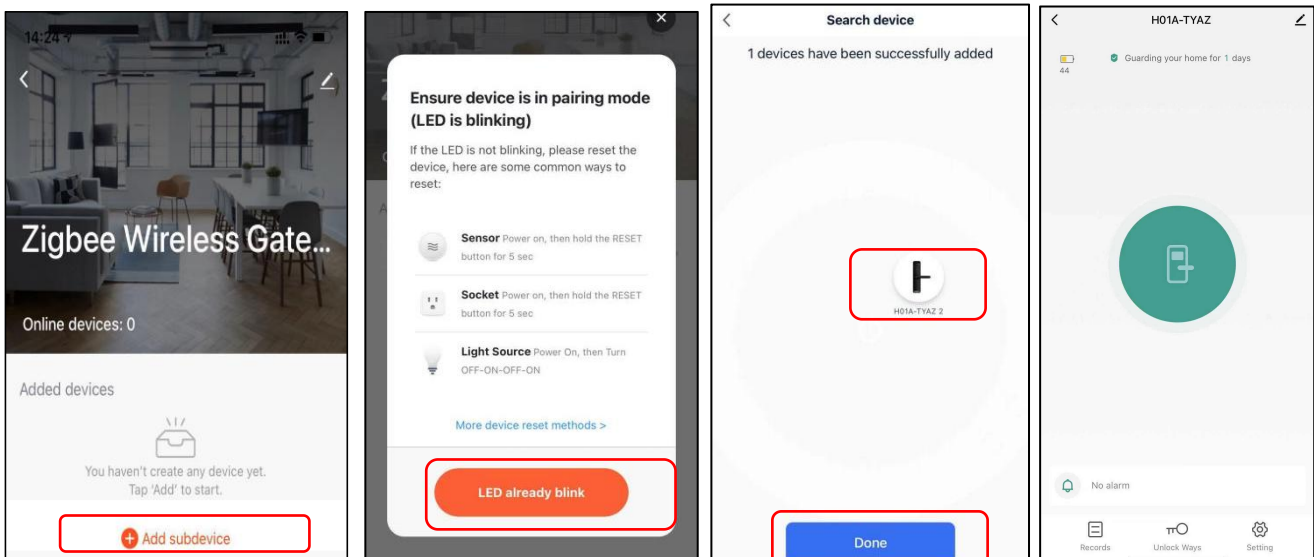 14:24
Zigbee Wireless Gate...
Online devices: 0
Added devices
You haven't create any device yet.
Tap 'Add' to start.
Add subdevice
Ensure device is in pairing mode
(LED is blinking)
If the LED is not blinking, please reset the
device, here are some common ways to
reset:
Sensor Power on, then hold the RESET
button for 5 sec
Socket Power on, then hold the RESET
button for 5 sec
Light Source Power On, then Turn
OFF-ON-OFF-ON
More device reset methods >
LED already blink
Search device
1 devices have been successfully added
H01A-TYAZ 2
Done
H01A-TYAZ
44
Guarding your home for 1 days
No alarm
Records
Unlock Ways
Setting